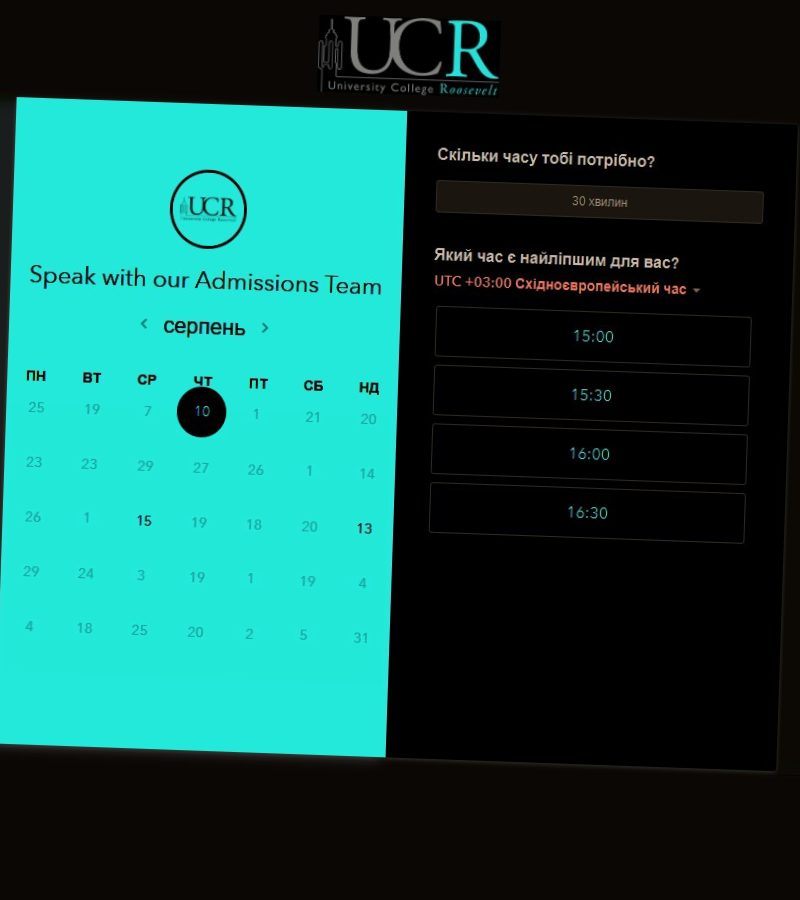 UCR
University College Roosevelt
UCR
University College Roosevelt
Speak with our Admissions Team
серпень
ПН ВТ СР ЧТ ПТ СБ НД
25 19 7 10 1 21 20
23 23 29 27 26 1 14
26 1 15 19 18 20 13
29 24 3 19 1 19 4
4 18 25 20 2 5 31
Скільки часу тобі потрібно?
30 хвилин
Який час є найліпшим для вас?
UTC +03:00 Східноєвропейський час
15:00
15:30
16:00
16:30